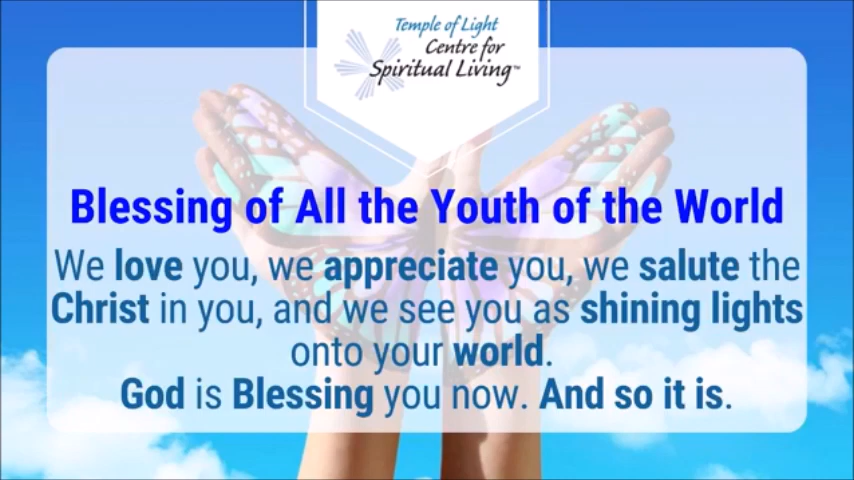 Temple of Light
Centre for
Spiritual Living™
Blessing of All the Youth of the World
We love you, we appreciate you, we salute the
Christ in you, and we see you as shining lights
onto your world.
God is Blessing you now. And so it is.